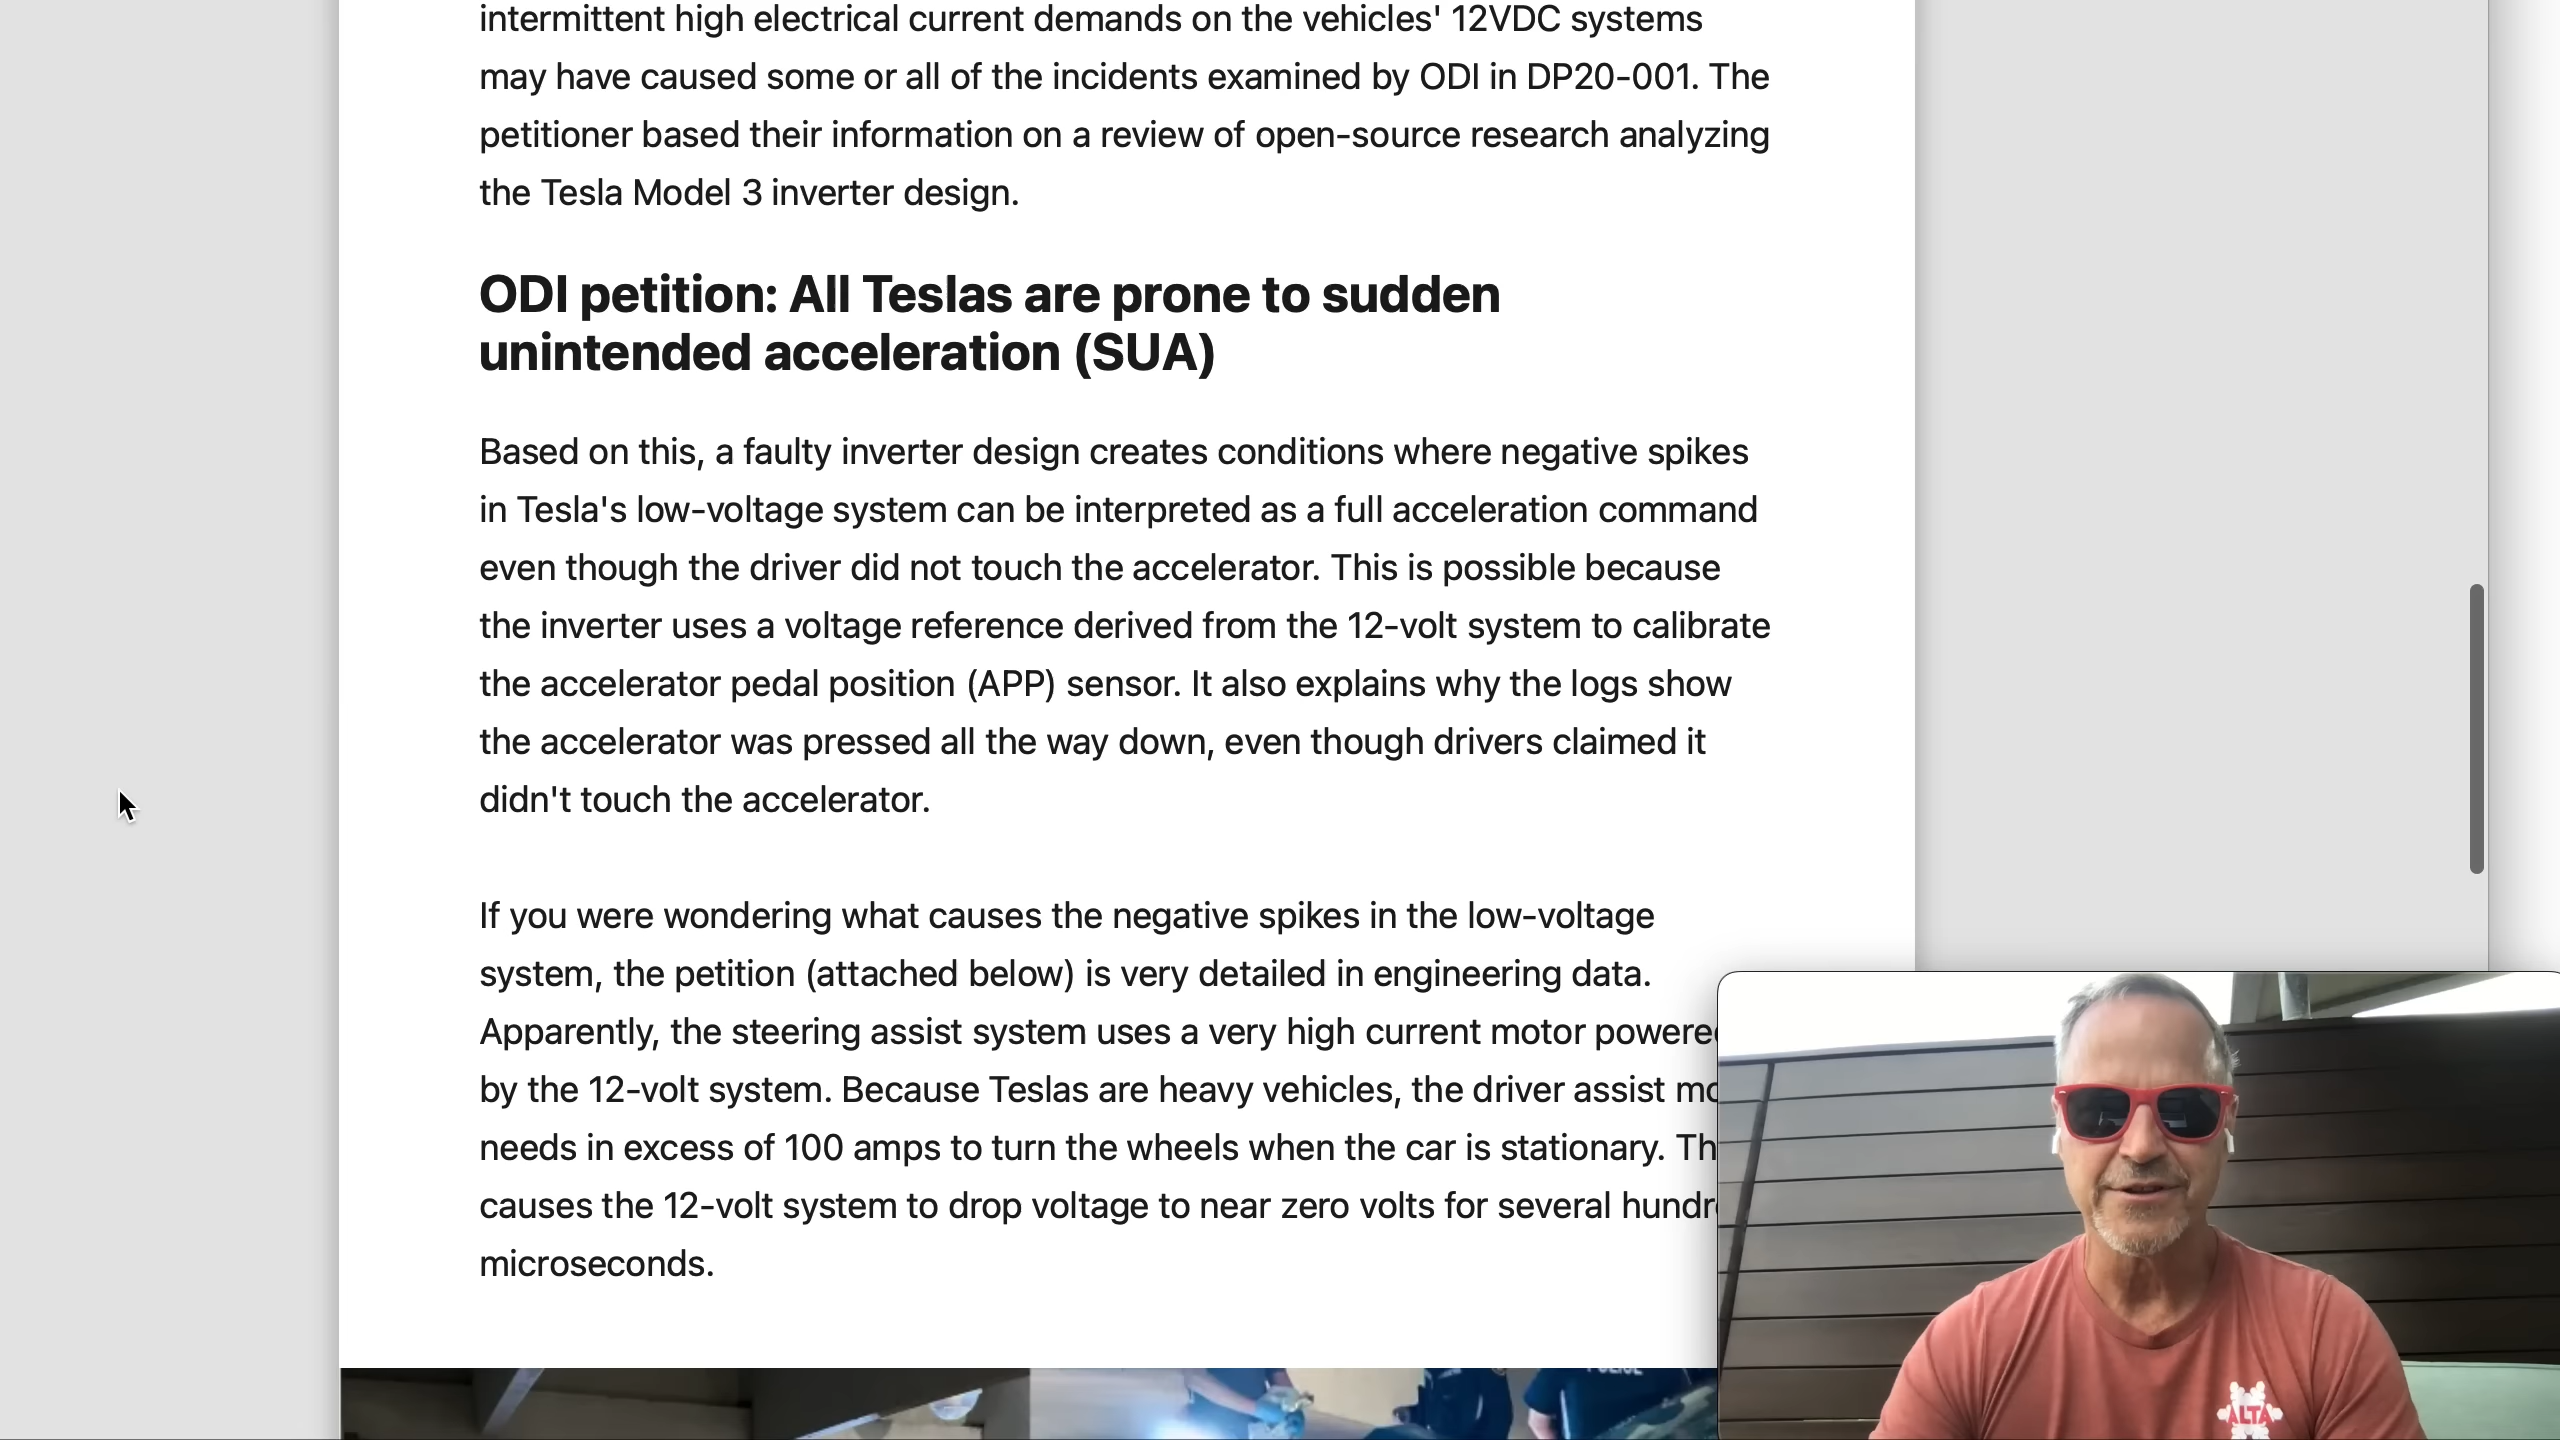 intermittent high electrical current demands on the vehicles' 12VDC systems
may have caused some or all of the incidents examined by ODI in DP20-001. The
petitioner based their information on a review of open-source research analyzing
the Tesla Model 3 inverter design.
ODI petition: All Teslas are prone to sudden
unintended acceleration (SUA)
Based on this, a faulty inverter design creates conditions where negative spikes
in Tesla's low-voltage system can be interpreted as a full acceleration command
even though the driver did not touch the accelerator. This is possible because
the inverter uses a voltage reference derived from the 12-volt system to calibrate
the accelerator pedal position (APP) sensor. It also explains why the logs show
the accelerator was pressed all the way down, even though drivers claimed it
didn't touch the accelerator.
If you were wondering what causes the negative spikes in the low-voltage
system, the petition (attached below) is very detailed in engineering data.
Apparently, the steering assist system uses a very high current motor
by the 12-volt system. Because Teslas are heavy vehicles, the driver assist
needs in excess of 100 amps to turn the wheels when the car is stationary.
causes the 12-volt system to drop voltage to near zero volts for several
microseconds.
POLICE
ALTA